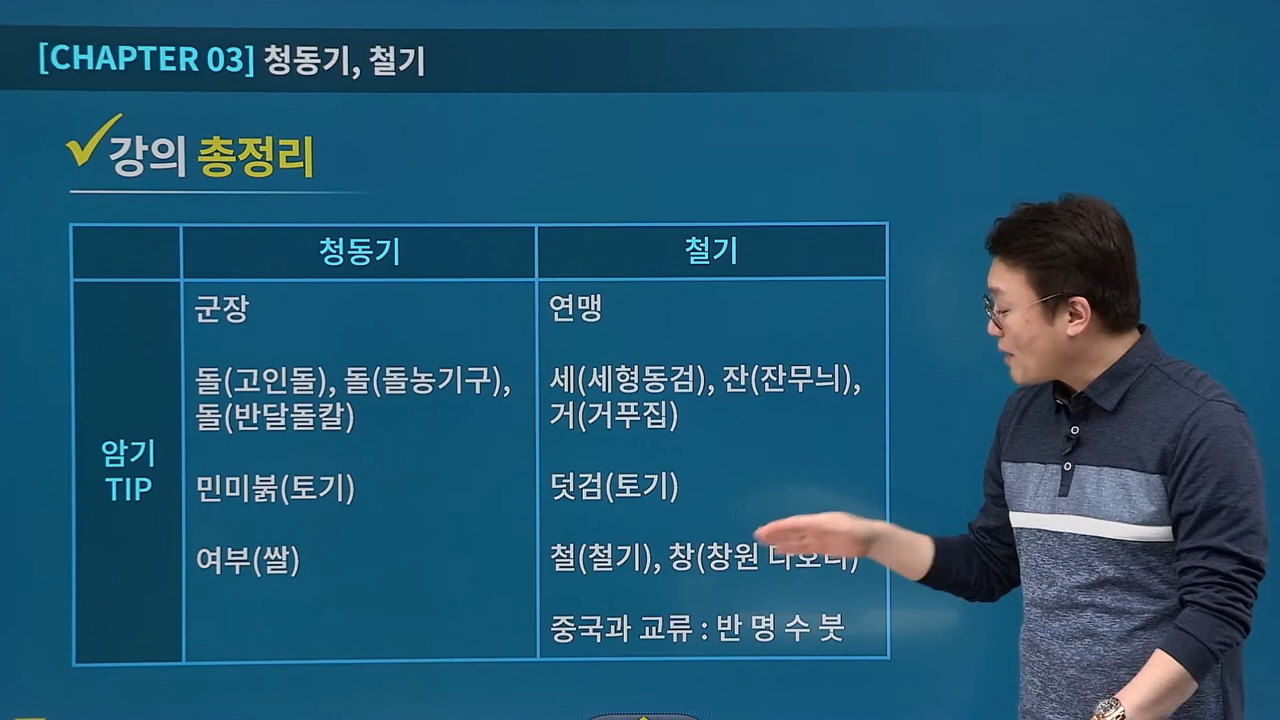 [CHAPTER 03] 청동기, 철기
강의 총정리
청동기
철기
암기
TIP
군장
돌(고인돌), 돌(돌농기구),
돌(반달돌칼)
민미붉(토기)
여부(쌀)
연맹
세(세형동검), 잔(잔무늬),
거(거푸집)
덧검(토기)
철(철기), 창(창원
중국과 교류 : 반 명 수 붓